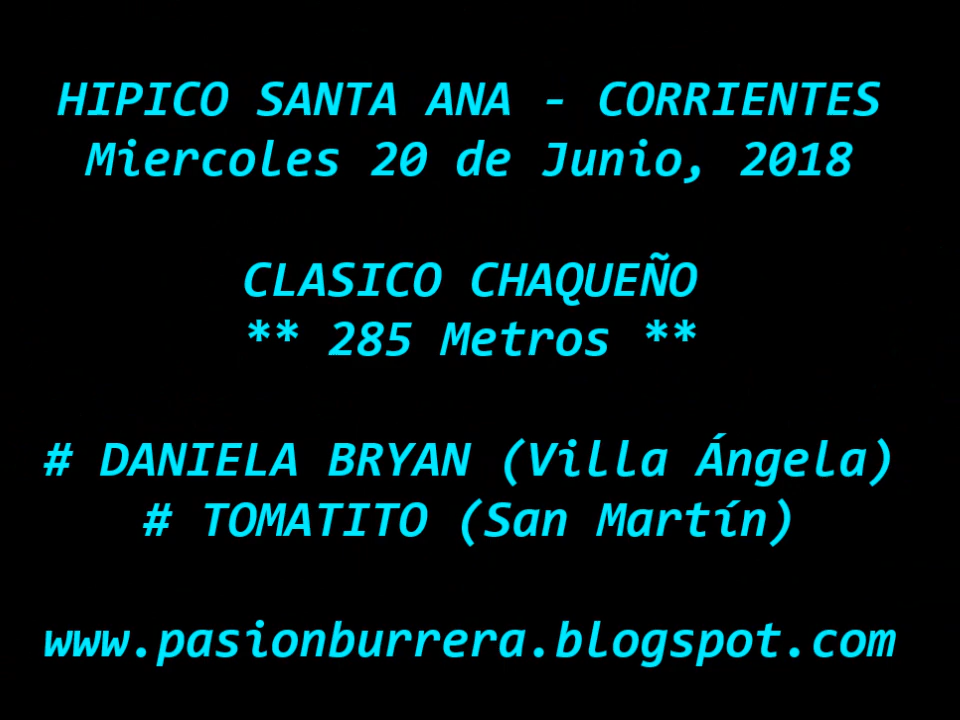 HIPICO SANTA ANA - CORRIENTES
Miercoles 20 de Junio, 2018
CLASICO CHAQUEÑO
** 285 Metros **
# DANIELA BRYAN (Villa Ángela)
# TOMATITO (San Martín)
www.pasionburrera.blogspot.com